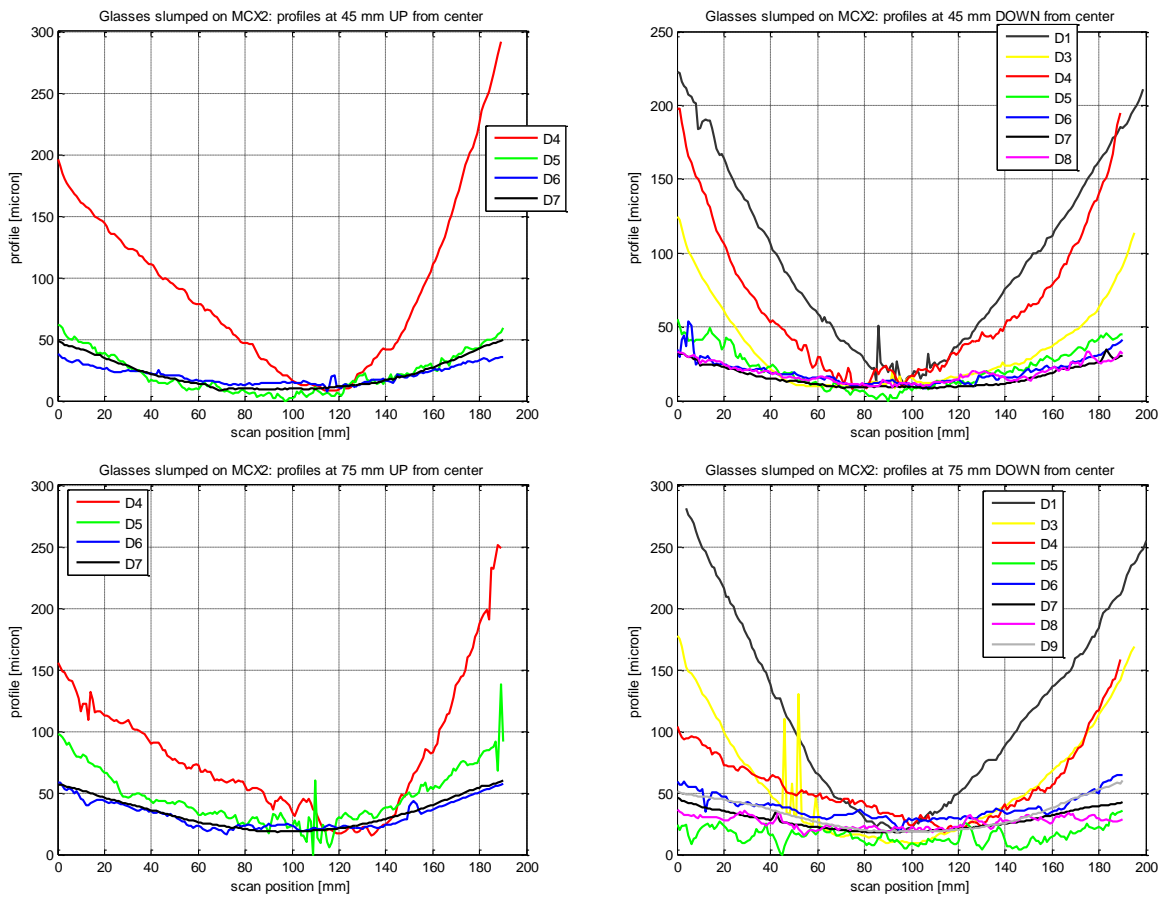 Glasses slumped on MCX2: profiles at 45 mm UP from center
300
250
200
150
100
50
0
profile [micron]
D4
D5
D6
D7
0 20 40 60 80 100 120 140 160 180 200
scan position [mm]
Glasses slumped on MCX2: profiles at 45 mm DOWN from center
250
200
150
100
50
0
profile [micron]
D1
D3
D4
D5
D6
D7
D8
0 20 40 60 80 100 120 140 160 180 200
scan position [mm]
Glasses slumped on MCX2: profiles at 75 mm UP from center
300
250
200
150
100
50
0
profile [micron]
D4
D5
D6
D7
0 20 40 60 80 100 120 140 160 180 200
scan position [mm]
Glasses slumped on MCX2: profiles at 75 mm DOWN from center
300
250
200
150
100
50
0
profile [micron]
D1
D3
D4
D5
D6
D7
D8
D9
0 20 40 60 80 100 120 140 160 180 200
scan position [mm]